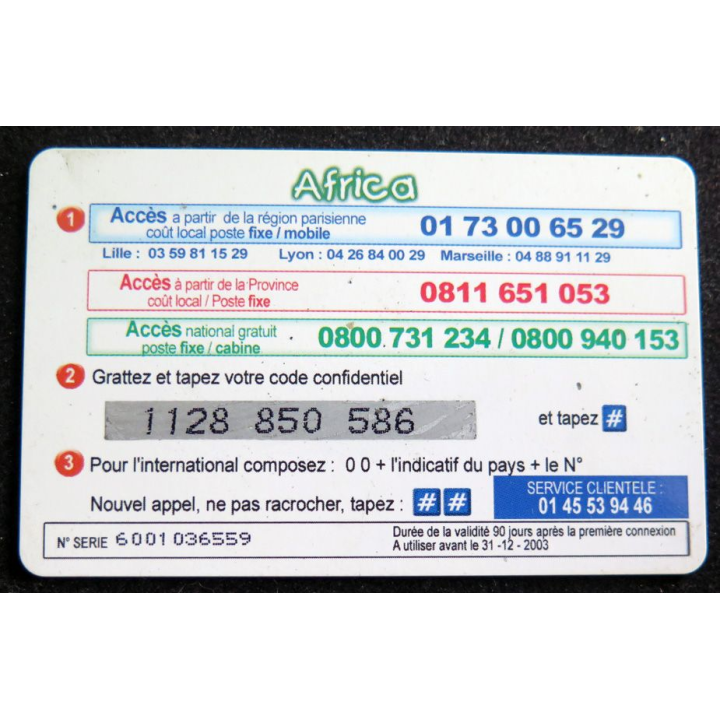 Africa
1 Accès a partir de la région parisienne
coût local poste fixe / mobile 01 73 00 65 29
Lille : 03 59 81 15 29 Lyon : 04 26 84 00 29 Marseille : 04 88 91 11 29
Accès à partir de la Province
coût local / Poste fixe 0811 651 053
Accès national gratuit
poste fixe / cabine 0800 731 234 / 0800 940 153
2 Grattez et tapez votre code confidentiel
1128 850 586 et tapez #
3 Pour l'international composez : 0 0 + l'indicatif du pays + le N°
Nouvel appel, ne pas racrocher, tapez : # #
SERVICE CLIENTELE :
01 45 53 94 46
N° SERIE 6001036559
Durée de la validité 90 jours après la première connexion
A utiliser avant le 31 -12 - 2003